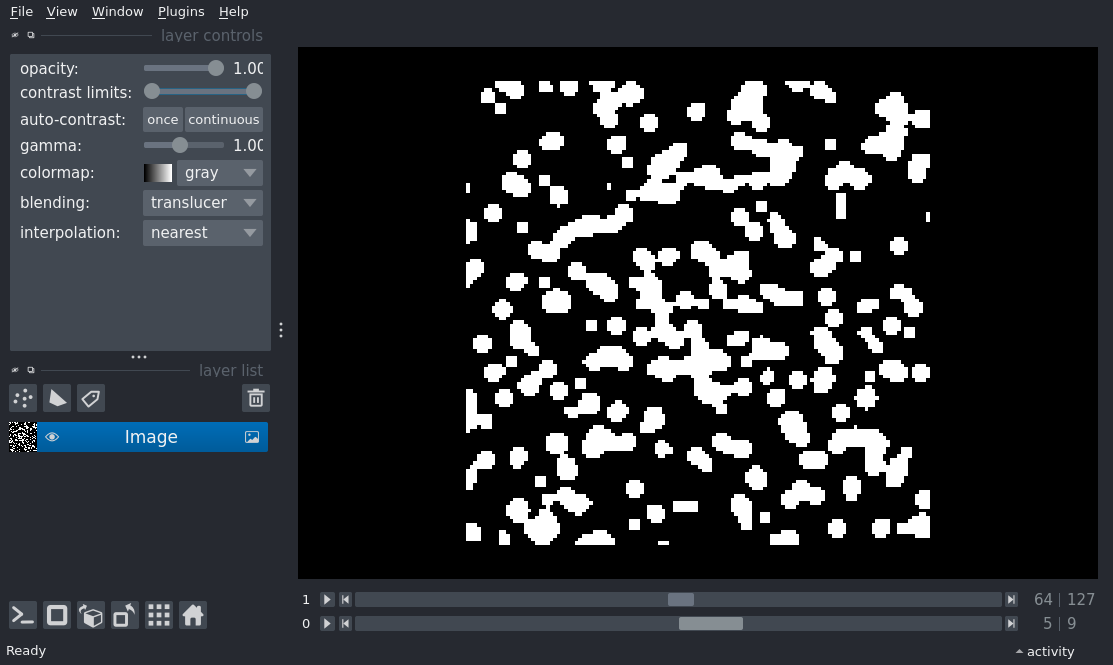 File View Window Plugins Help
layer controls
opacity: 1.00
contrast limits:
auto-contrast: once continuous
gamma: 1.00
colormap: gray
blending: translucer
interpolation: nearest
layer list
Image
1 64 | 127
0 5 | 9
Ready activity